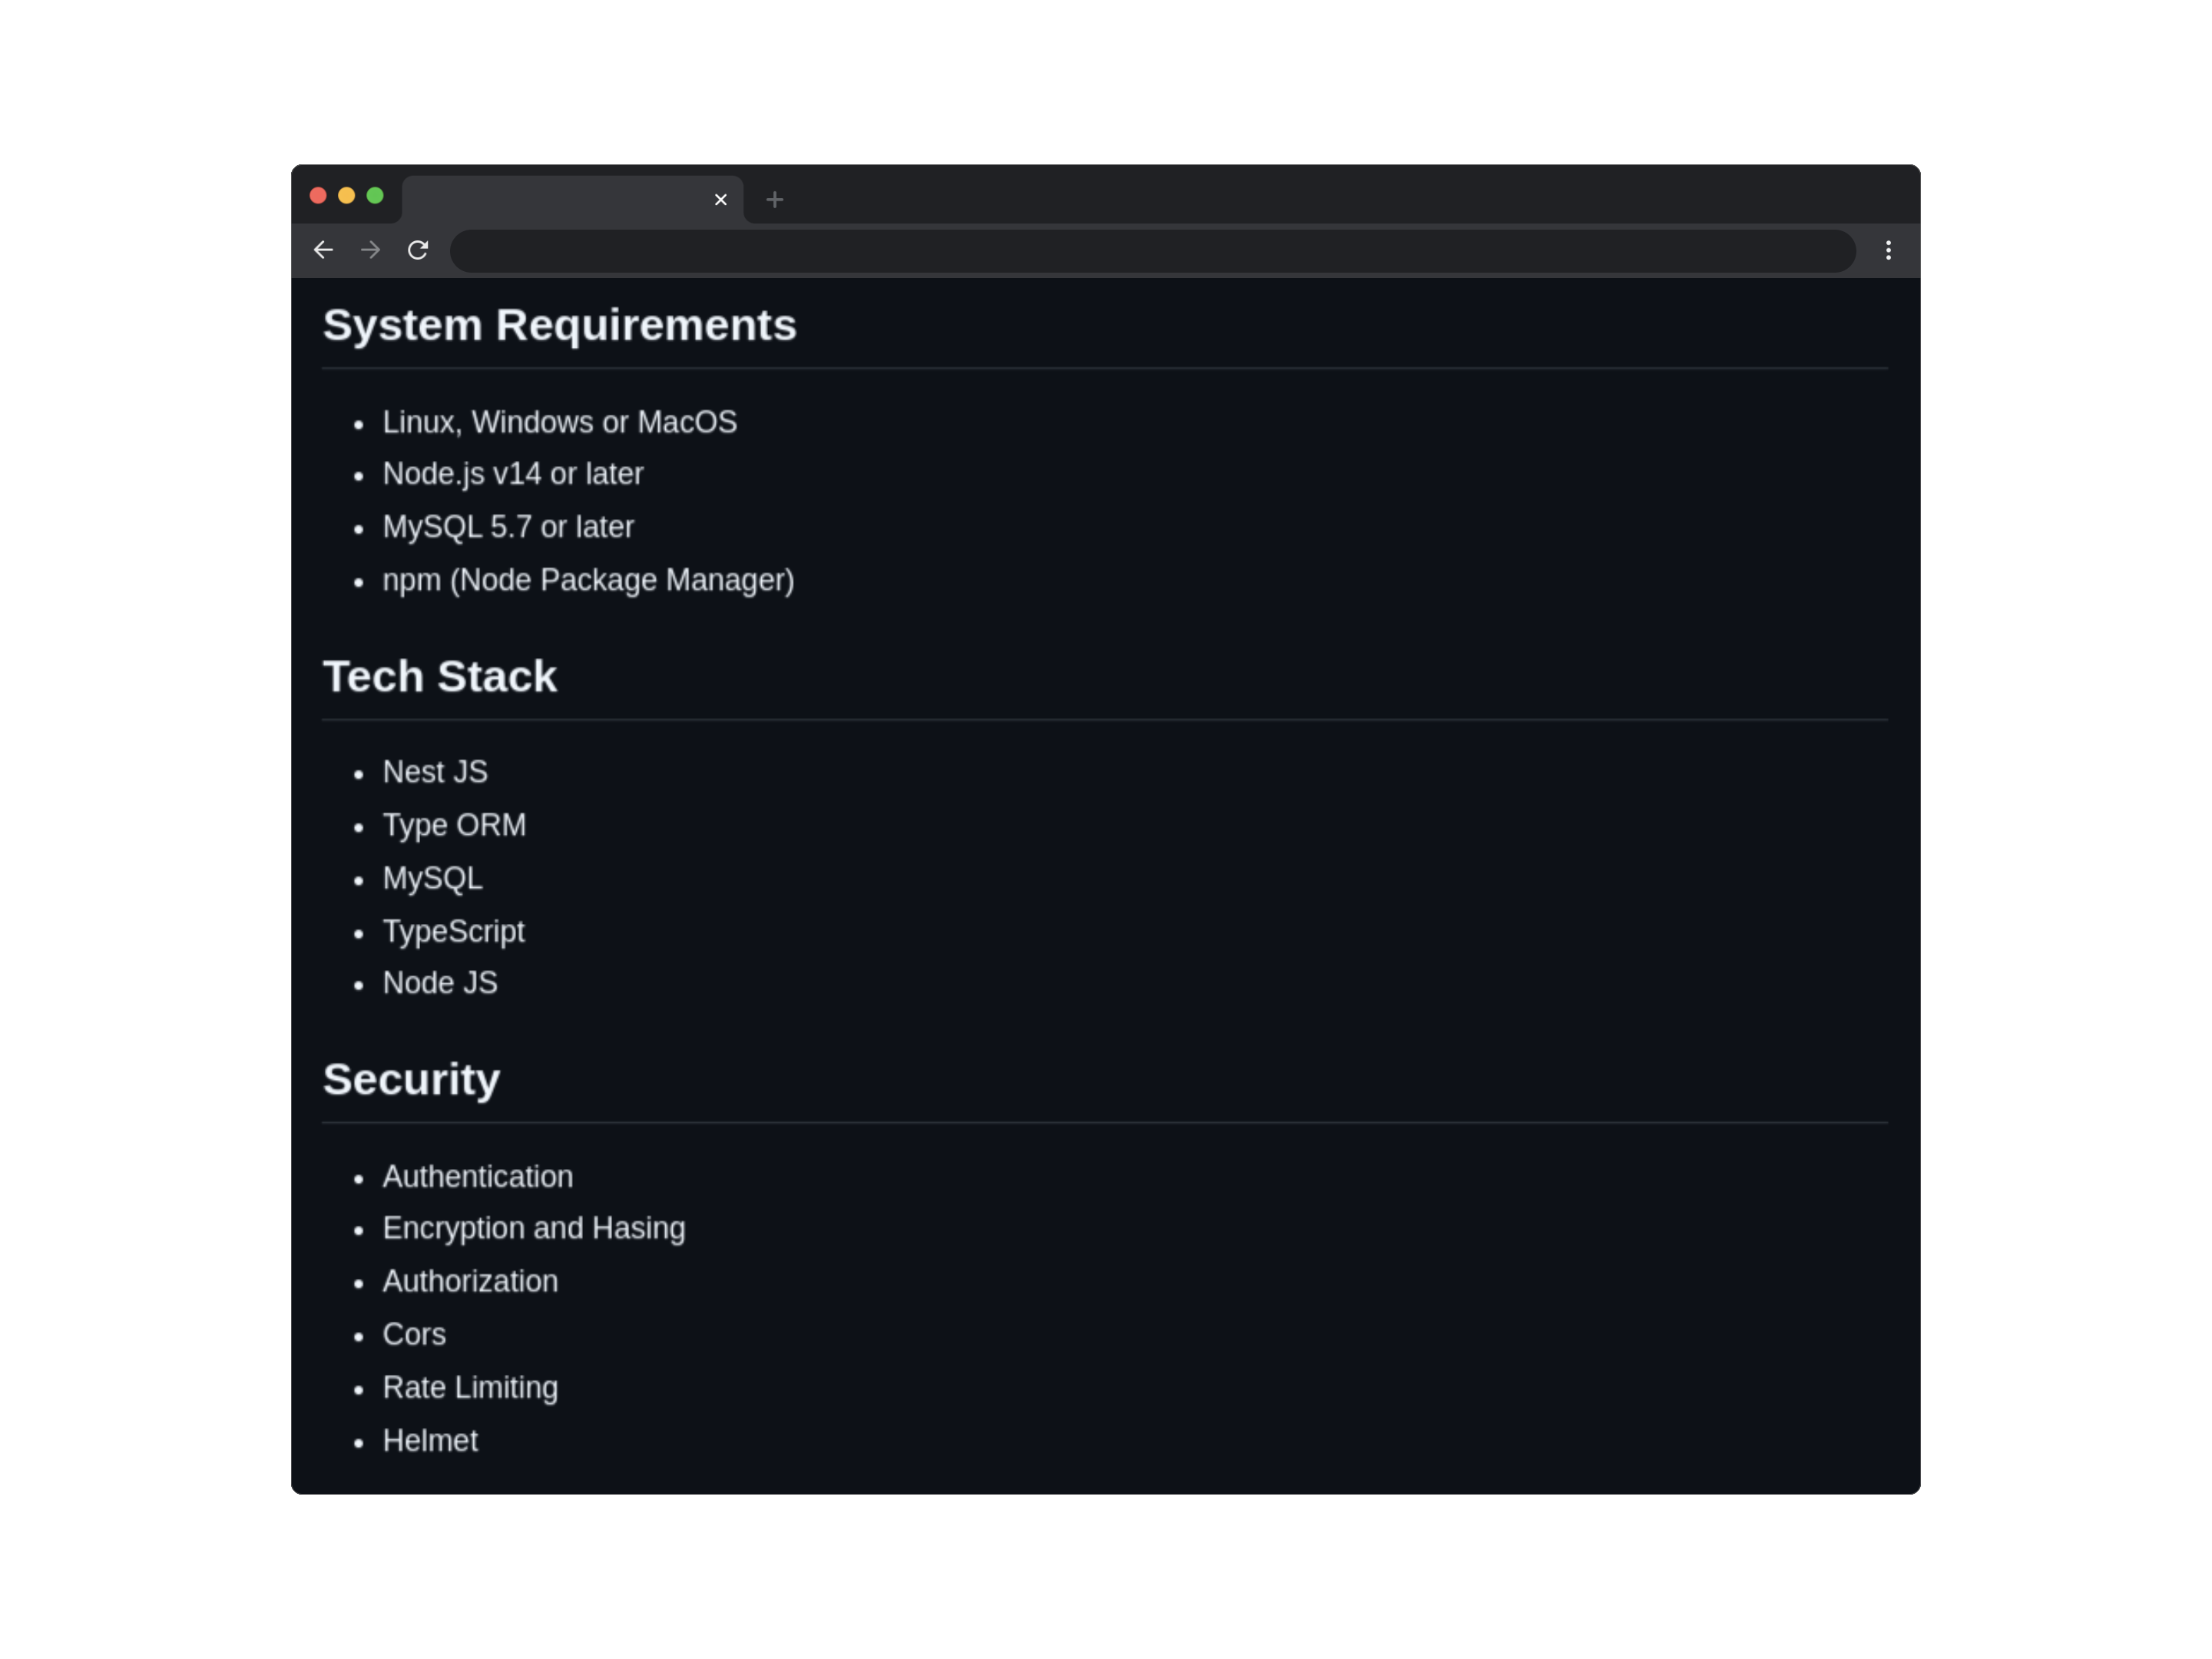 System Requirements
Linux, Windows or MacOS
Node.js v14 or later
MySQL 5.7 or later
npm (Node Package Manager)
Tech Stack
Nest JS
Type ORM
MySQL
TypeScript
Node JS
Security
Authentication
Encryption and Hasing
Authorization
Cors
Rate Limiting
Helmet